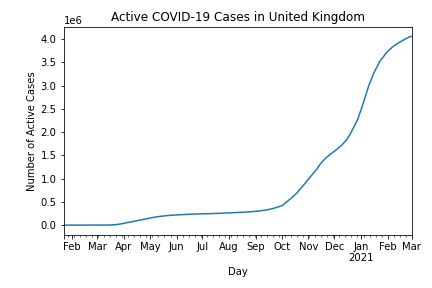 Active COVID-19 Cases in United Kingdom
1e6
4.0
3.5
3.0
2.5
2.0
1.5
1.0
0.5
0.0
Number of Active Cases
Feb Mar Apr May Jun Jul Aug Sep Oct Nov Dec Jan Feb Mar
2021
Day